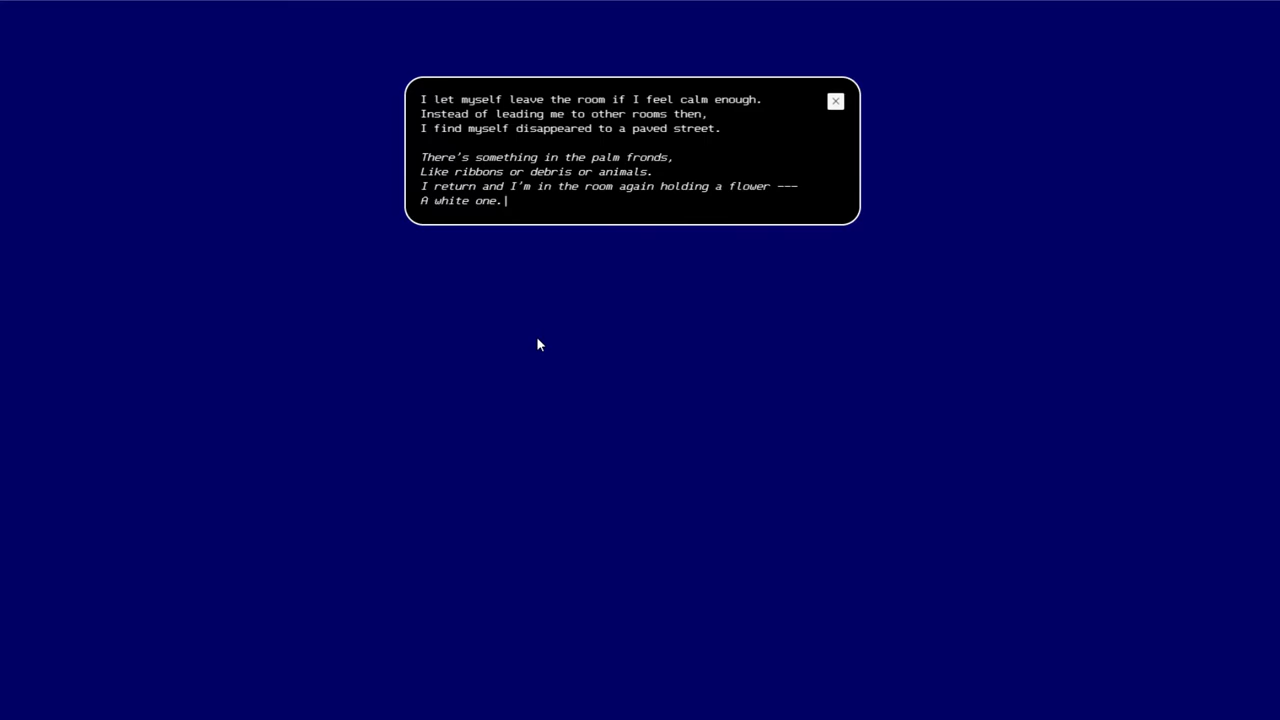 I let myself leave the room if I feel calm enough.
Instead of leading me to other rooms then,
I find myself disappeared to a paved street.
There's something in the palm fronds,
Like ribbons or debris or animals.
I return and I'm in the room again holding a flower ---
A white one.